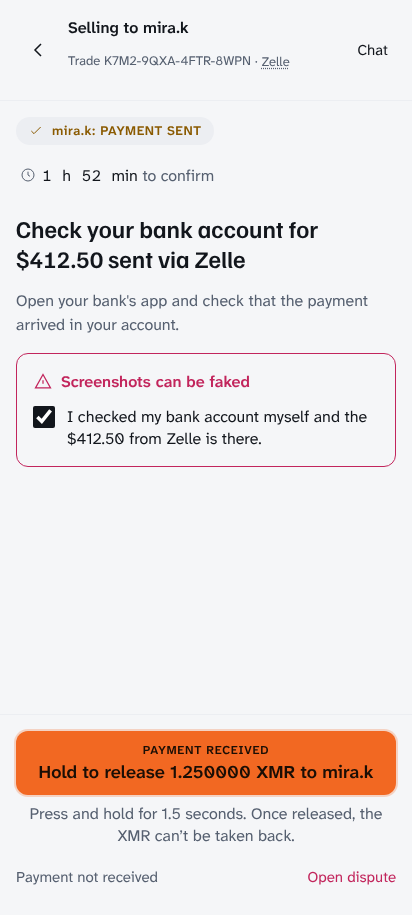 Selling to mira.k
Trade K7M2-9QXA-4FTR-8WPN · Zelle
Chat
mira.k: PAYMENT SENT
1 h 52 min to confirm
Check your bank account for
$412.50 sent via Zelle
Open your bank's app and check that the payment
arrived in your account.
Screenshots can be faked
I checked my bank account myself and the
$412.50 from Zelle is there.
PAYMENT RECEIVED
Hold to release 1.250000 XMR to mira.k
Press and hold for 1.5 seconds. Once released, the
XMR can't be taken back.
Payment not received
Open dispute